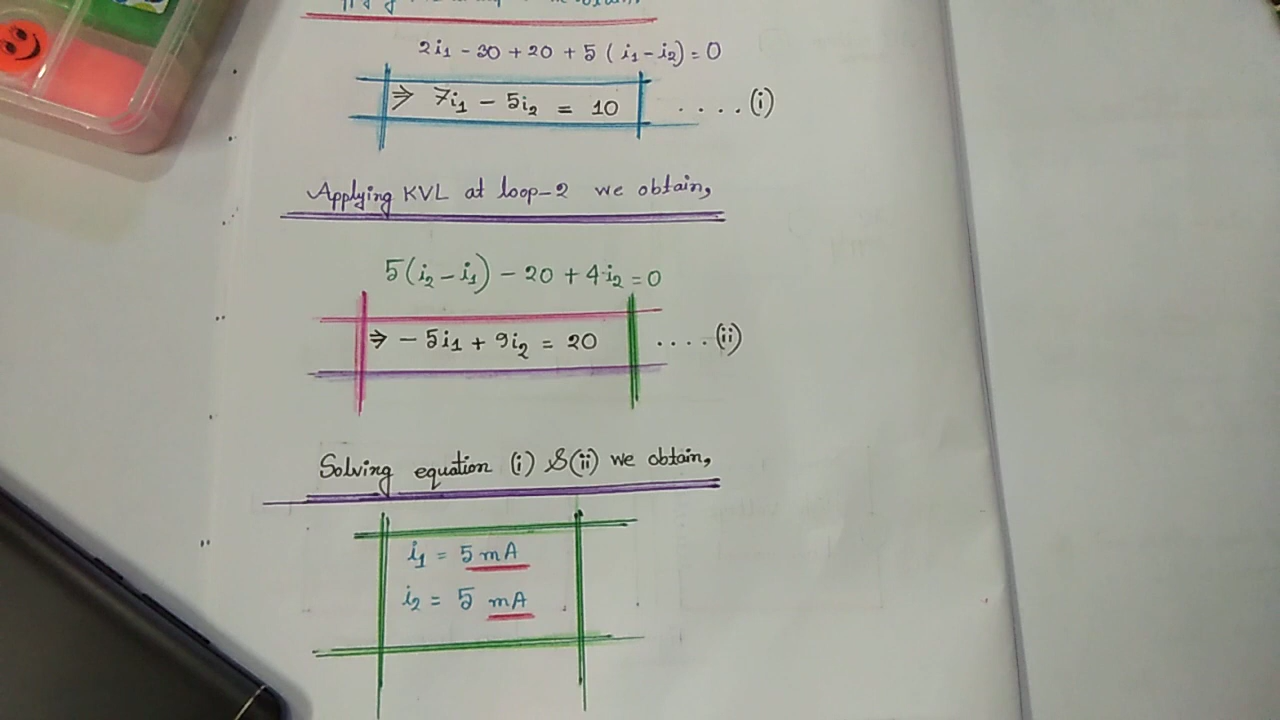 2i₁ - 30 + 20 + 5 (i₁ - i₂) = 0
⇒ 7i₁ - 5i₂ = 10 ....(i)
Applying KVL at loop-2 we obtain,
5(i₂ - i₁) - 20 + 4i₂ = 0
⇒ - 5i₁ + 9i₂ = 20 ....(ii)
Solving equation (i) &(ii) we obtain,
i₁ = 5 mA
i₂ = 5 mA